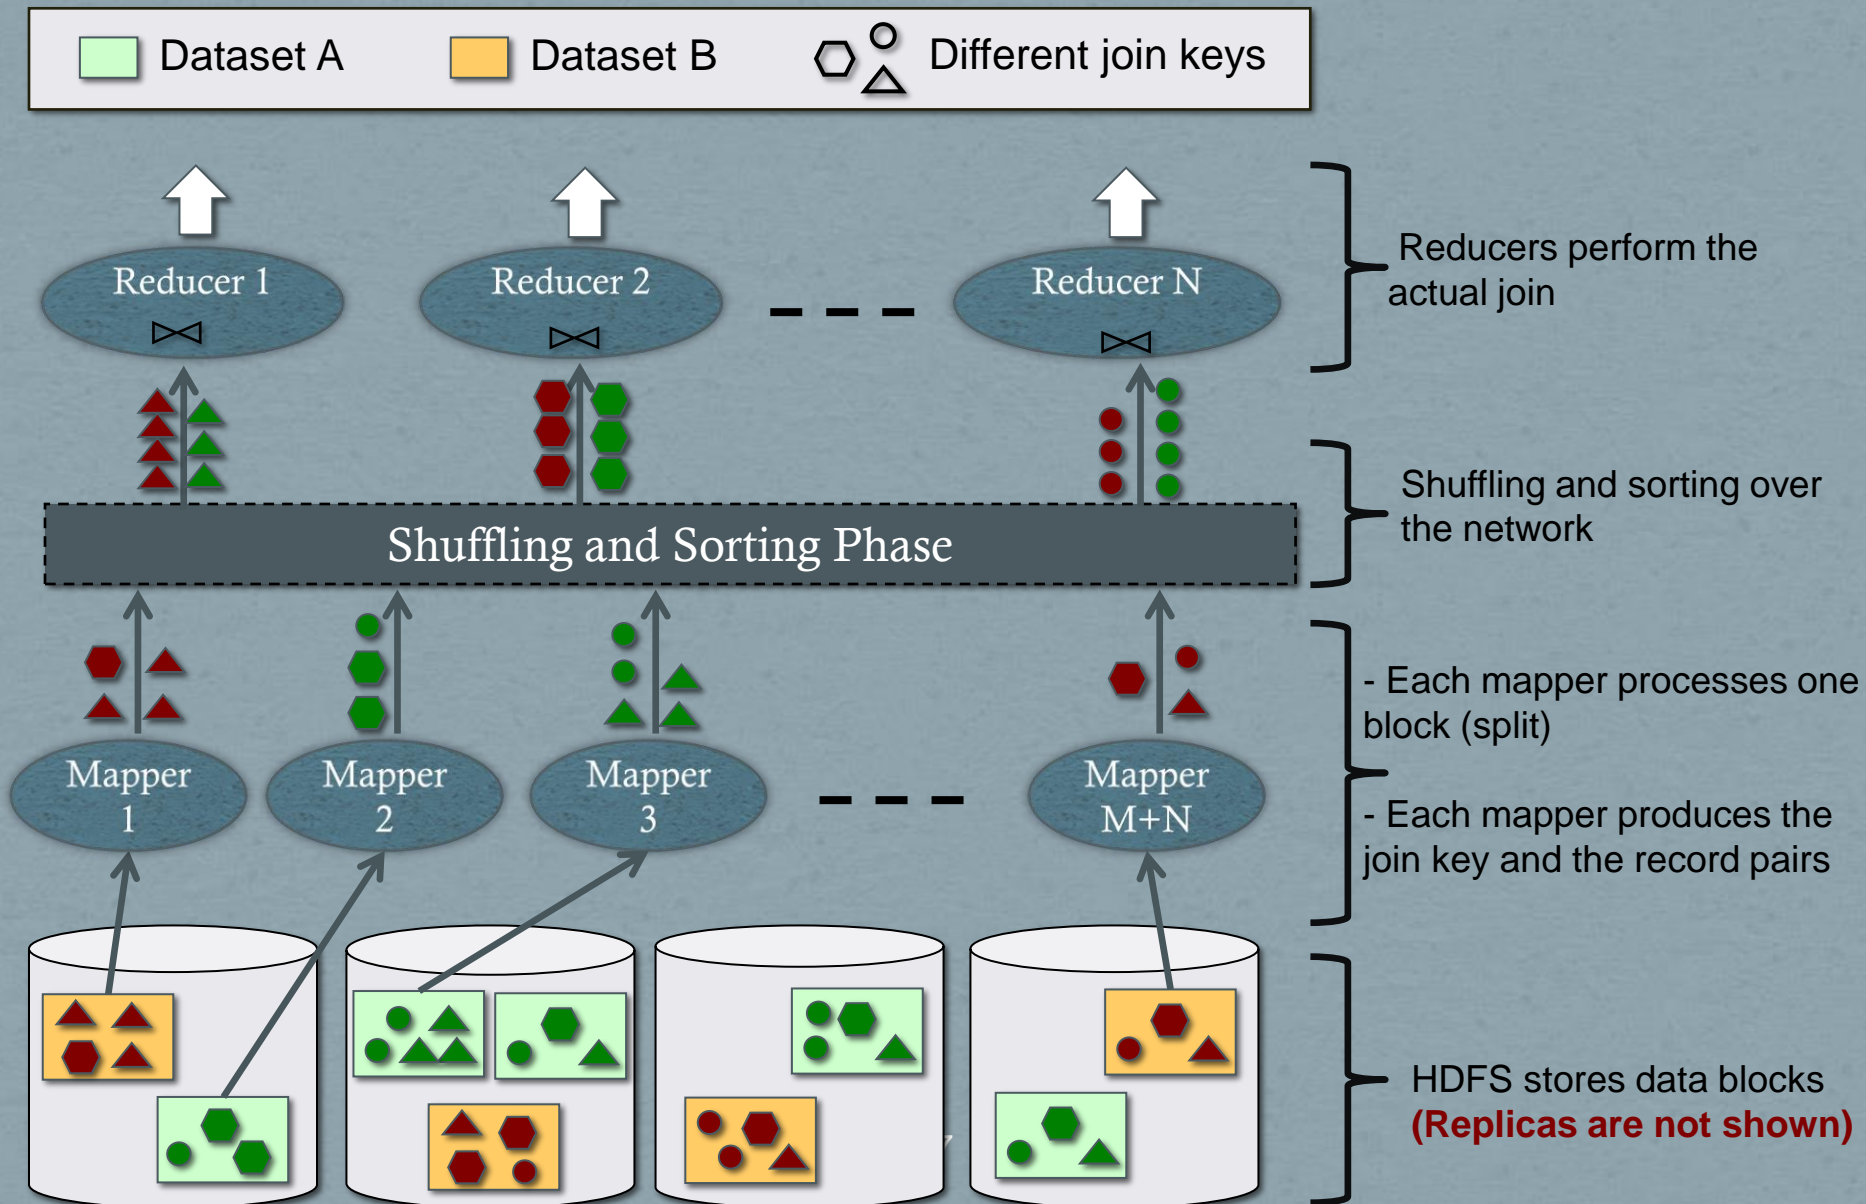 Dataset A
Dataset B
Different join keys
Reducer 1
Reducer 2
Reducer N
Reducers perform the
actual join
Shuffling and Sorting Phase
Shuffling and sorting over
the network
Mapper
1
Mapper
2
Mapper
3
Mapper
M+N
- Each mapper processes one
block (split)
- Each mapper produces the
join key and the record pairs
HDFS stores data blocks
(Replicas are not shown)